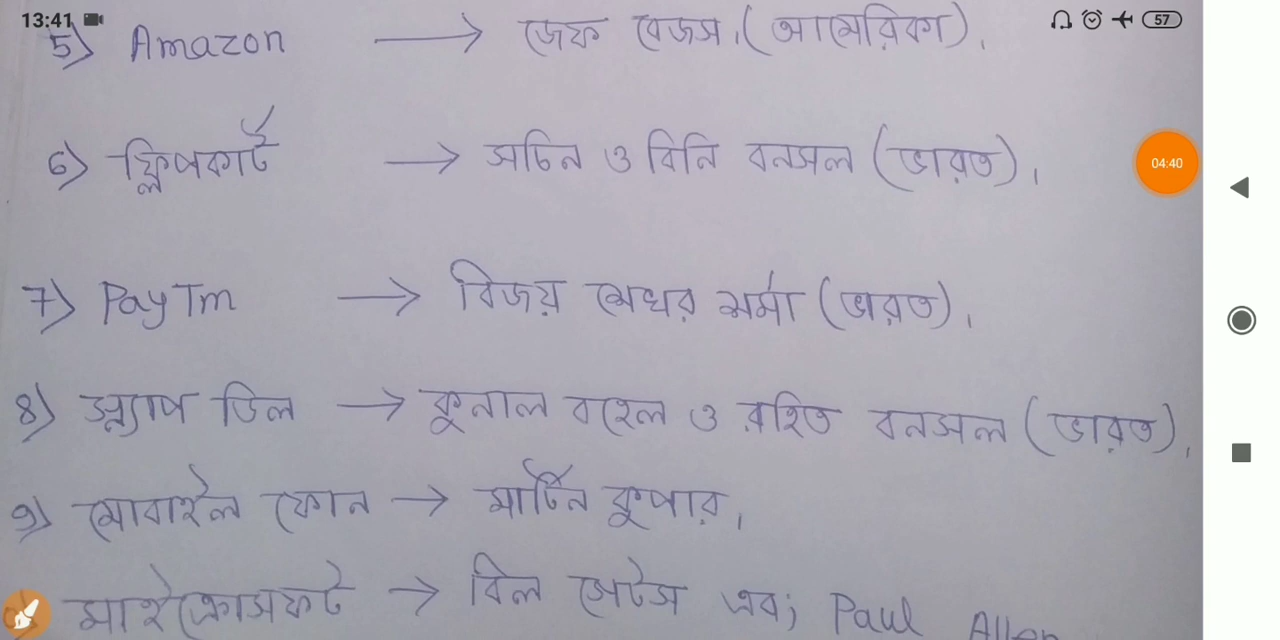 13:41
57
5) Amazon → জেফ বেজস (আমেরিকা).
04:40
6) ফ্লিপকার্ট → সচিন ও বিনি বনসল (ভারত).
7) PayTm → বিজয় শেখর শর্মা (ভারত).
8) স্ন্যাপ ডিল → কুনাল বহেল ও রহিত বনসল (ভারত),
9) মোবাইল ফোন → মার্টিন কুপার,
মাইক্রোসফট → বিল গেটস এবং Paul Allen